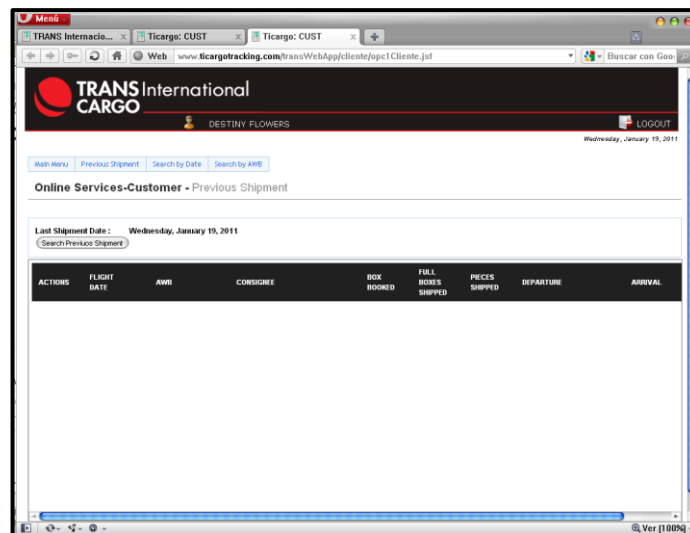 Menú
TRANS Internacio... x Ticargo: CUST x Ticargo: CUST x
Web www.ticargotracking.com/transWebApp/cliente/opc1Cliente.jsf Buscar con Goo
TRANS International
CARGO
DESTINY FLOWERS LOGOUT
Wednesday, January 19, 2011
Main Menu Previous Shipment Search by Date Search by AWB
Online Services-Customer - Previous Shipment
Last Shipment Date : Wednesday, January 19, 2011
Search Previuos Shipment
ACTIONS FLIGHT DATE AWB CONSIGNEE BOX BOOKED FULL BOXES SHIPPED PIECES SHIPPED DEPARTURE ARRIVAL
Ver [100%]